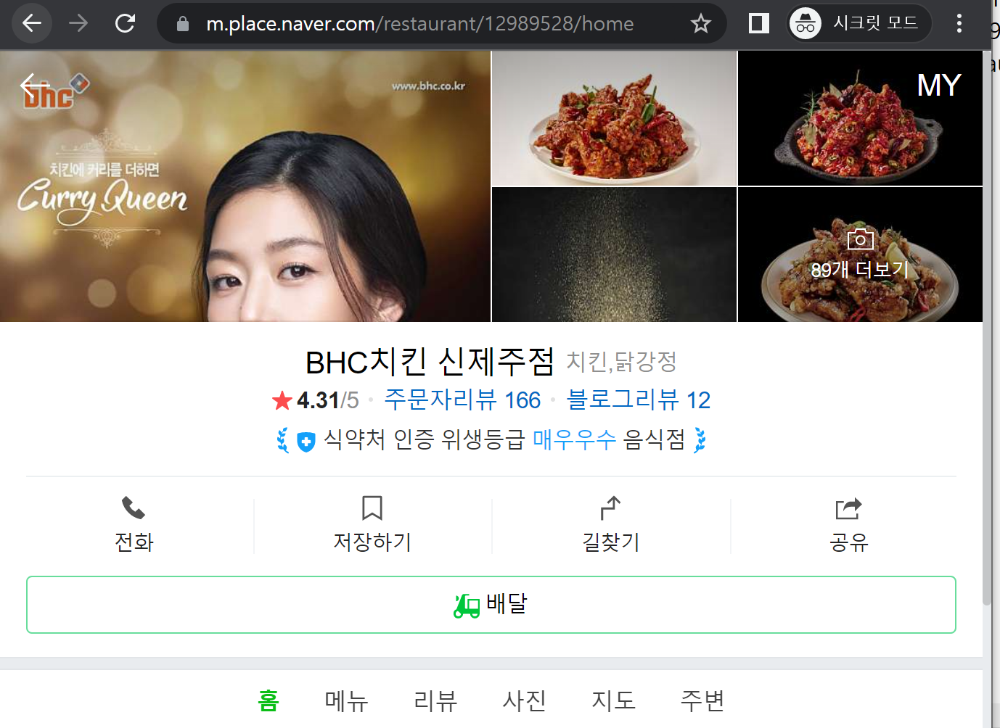 m.place.naver.com/restaurant/12989528/home
시크릿 모드
bhc
www.bhc.co.kr
MY
치킨에 커리를 더하면
Curry Queen
89개 더보기
BHC치킨 신제주점 치킨,닭강정
4.31/5 · 주문자리뷰 166 · 블로그리뷰 12
식약처 인증 위생등급 매우우수 음식점
전화
저장하기
길찾기
공유
배달
홈 메뉴 리뷰 사진 지도 주변